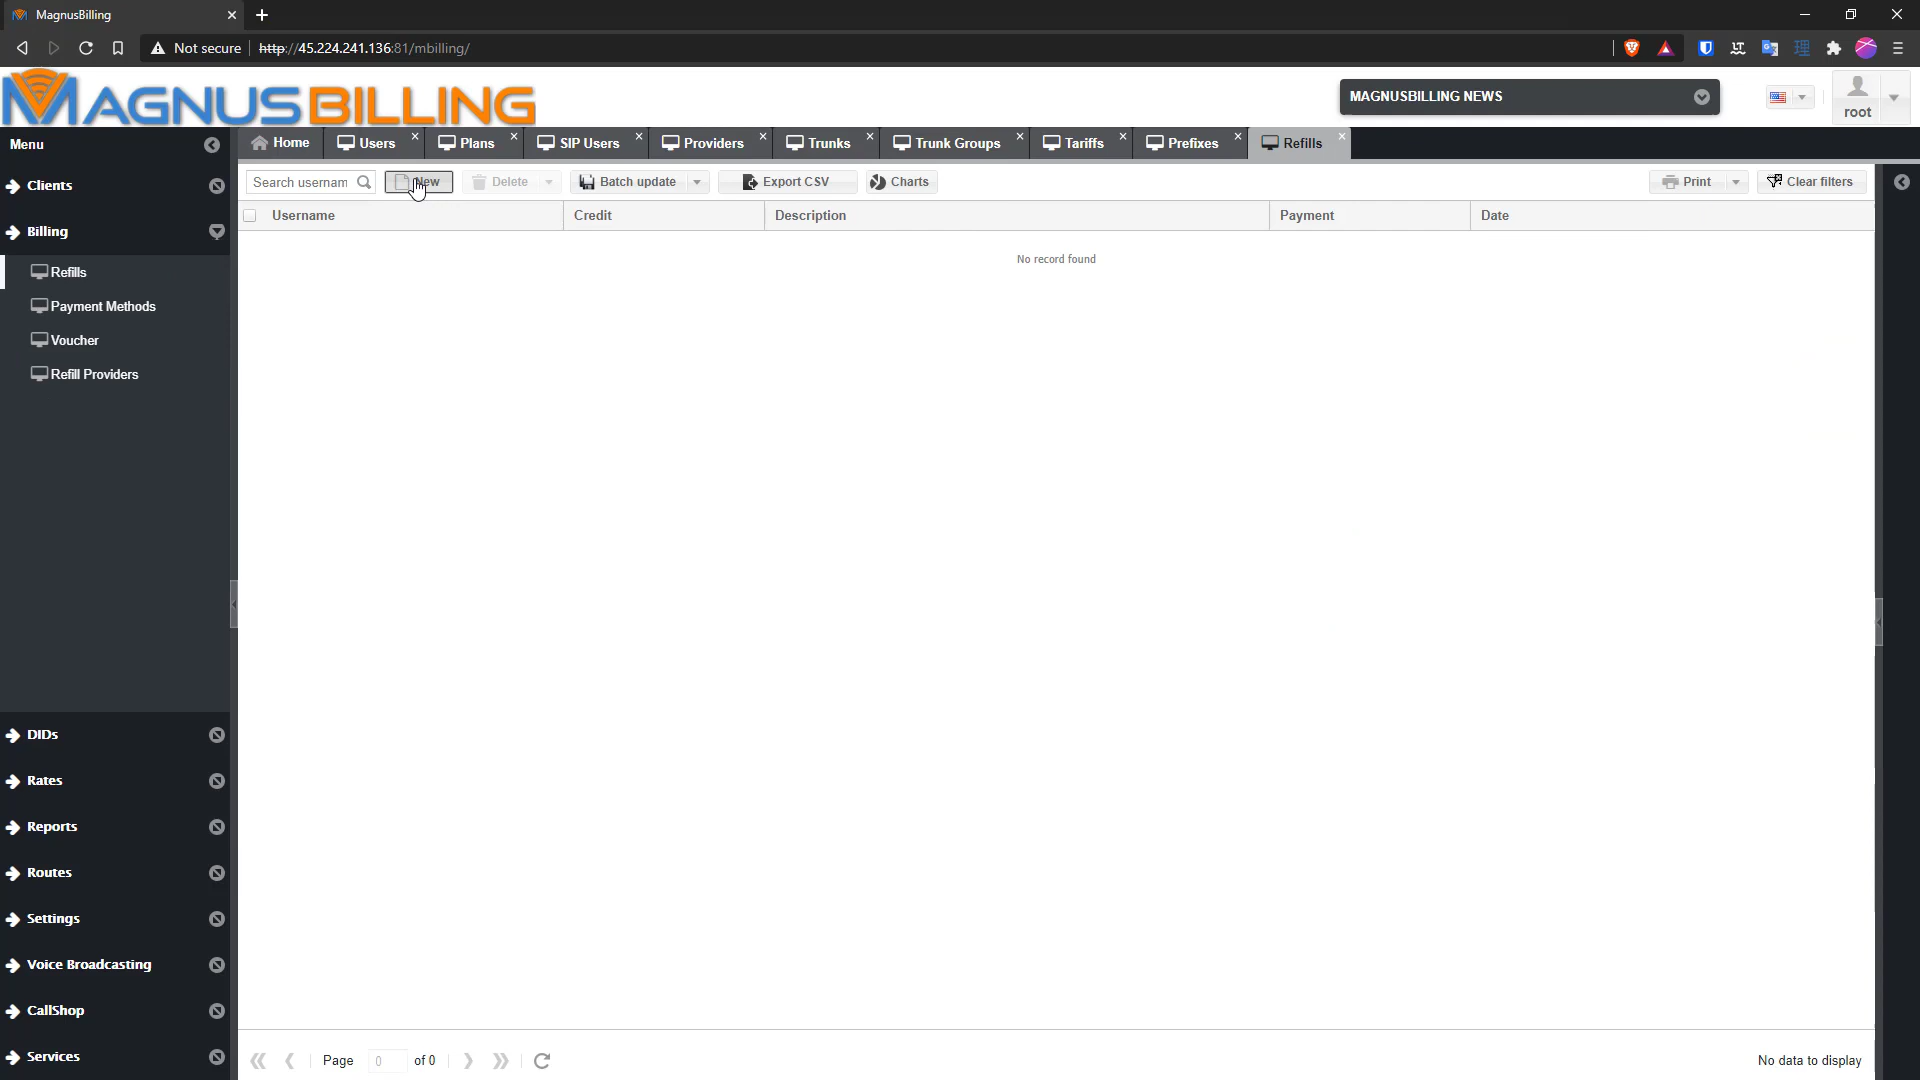 MagnusBilling
Not secure
http://45.224.241.136:81/mbilling/
MAGNUSBILLING
MAGNUSBILLING NEWS
root
Menu
Home
Users
Plans
SIP Users
Providers
Trunks
Trunk Groups
Tariffs
Prefixes
Refills
Search usernam
New
Delete
Batch update
Export CSV
Charts
Print
Clear filters
Username
Credit
Description
Payment
Date
No record found
Clients
Billing
Refills
Payment Methods
Voucher
Refill Providers
DIDs
Rates
Reports
Routes
Settings
Voice Broadcasting
CallShop
Services
Page 0 of 0
No data to display